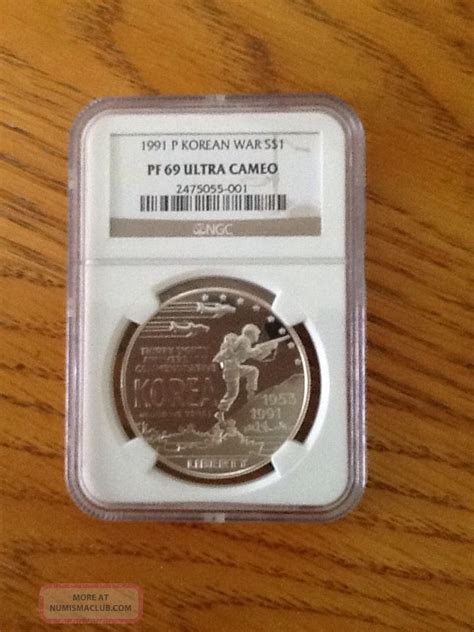 1991 P KOREAN WAR S$1
PF 69 ULTRA CAMEO
2475055-001
NGC
THIRTY EIGHTH
ANNIVERSARY
COMMEMORATIVE
KOREA
1953
1991
LIBERTY
MORE AT
NUMISMACLUB.COM